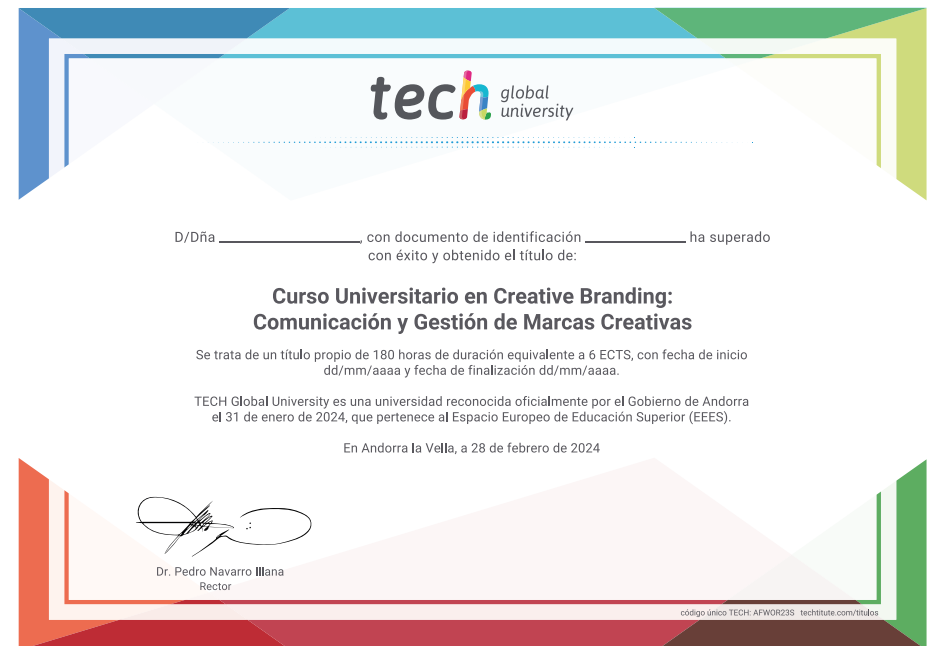 tech global university
D/Dña ____________________, con documento de identificación ______________ ha superado
con éxito y obtenido el título de:
Curso Universitario en Creative Branding:
Comunicación y Gestión de Marcas Creativas
Se trata de un título propio de 180 horas de duración equivalente a 6 ECTS, con fecha de inicio
dd/mm/aaaa y fecha de finalización dd/mm/aaaa.
TECH Global University es una universidad reconocida oficialmente por el Gobierno de Andorra
el 31 de enero de 2024, que pertenece al Espacio Europeo de Educación Superior (EEES).
En Andorra la Vella, a 28 de febrero de 2024
Dr. Pedro Navarro Illana
Rector
código único TECH: AFWOR23S techtitute.com/titulos